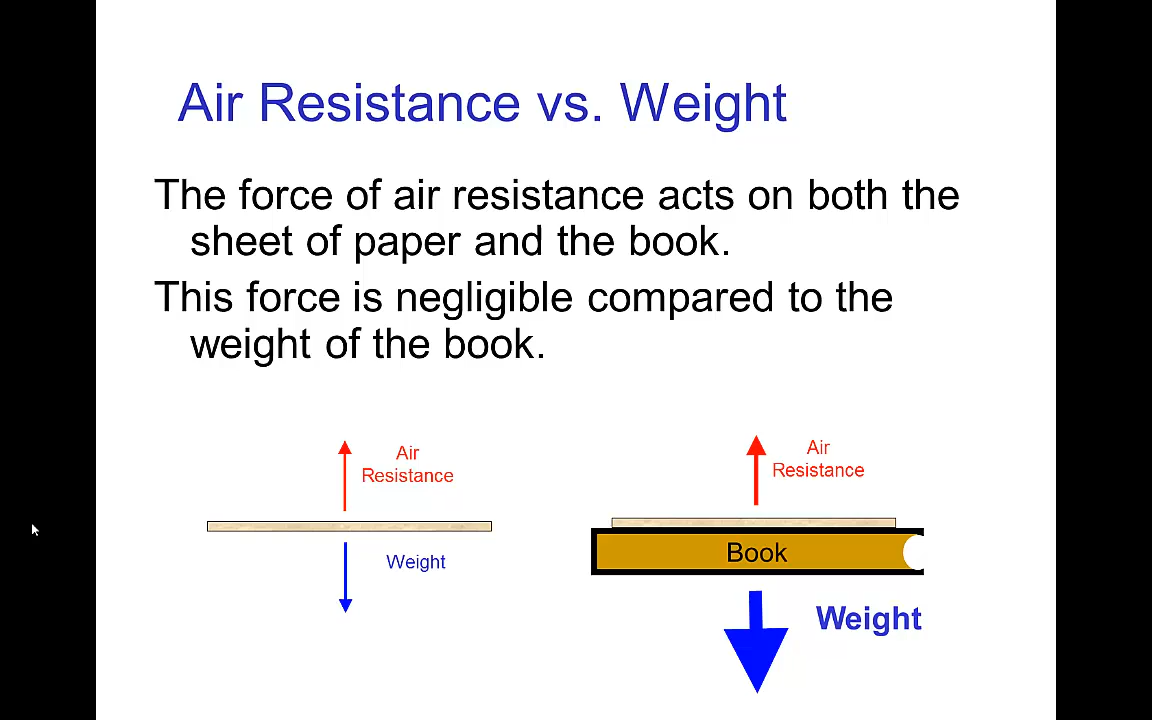 Air Resistance vs. Weight
The force of air resistance acts on both the
sheet of paper and the book.
This force is negligible compared to the
weight of the book.
Air
Resistance
Weight
Air
Resistance
Book
Weight